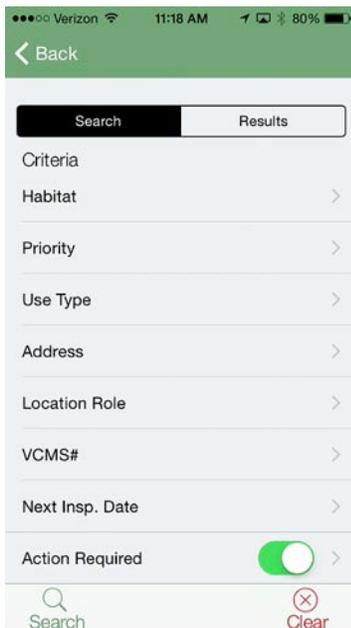 Verizon 11:18 AM 80%
Back
Search Results
Criteria
Habitat
Priority
Use Type
Address
Location Role
VCMS#
Next Insp. Date
Action Required
Search Clear